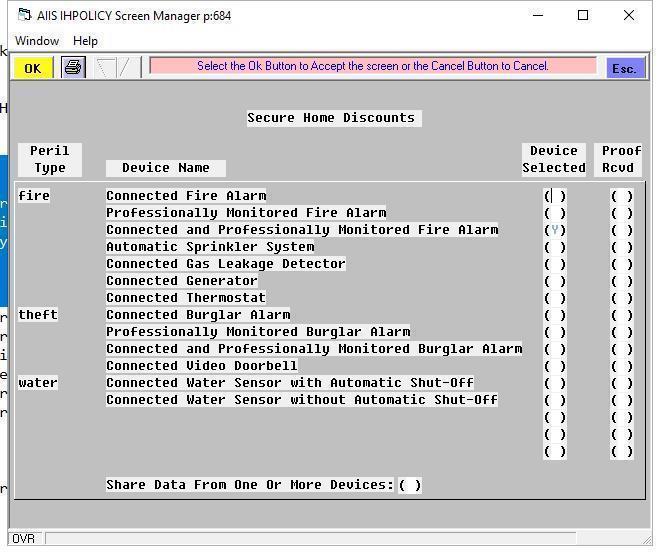 AIIS IHPOLICY Screen Manager p:684
Window Help
OK Select the Ok Button to Accept the screen or the Cancel Button to Cancel. Esc.
Secure Home Discounts
Peril Device Proof
Type Device Name Selected Rcvd
fire Connected Fire Alarm ( ) ( )
Professionally Monitored Fire Alarm ( ) ( )
Connected and Professionally Monitored Fire Alarm (Y) ( )
Automatic Sprinkler System ( ) ( )
Connected Gas Leakage Detector ( ) ( )
Connected Generator ( ) ( )
Connected Thermostat ( ) ( )
theft Connected Burglar Alarm ( ) ( )
Professionally Monitored Burglar Alarm ( ) ( )
Connected and Professionally Monitored Burglar Alarm ( ) ( )
Connected Video Doorbell ( ) ( )
water Connected Water Sensor with Automatic Shut-Off ( ) ( )
Connected Water Sensor without Automatic Shut-Off ( ) ( )
( ) ( )
( ) ( )
( ) ( )
Share Data From One Or More Devices: ( )
OVR